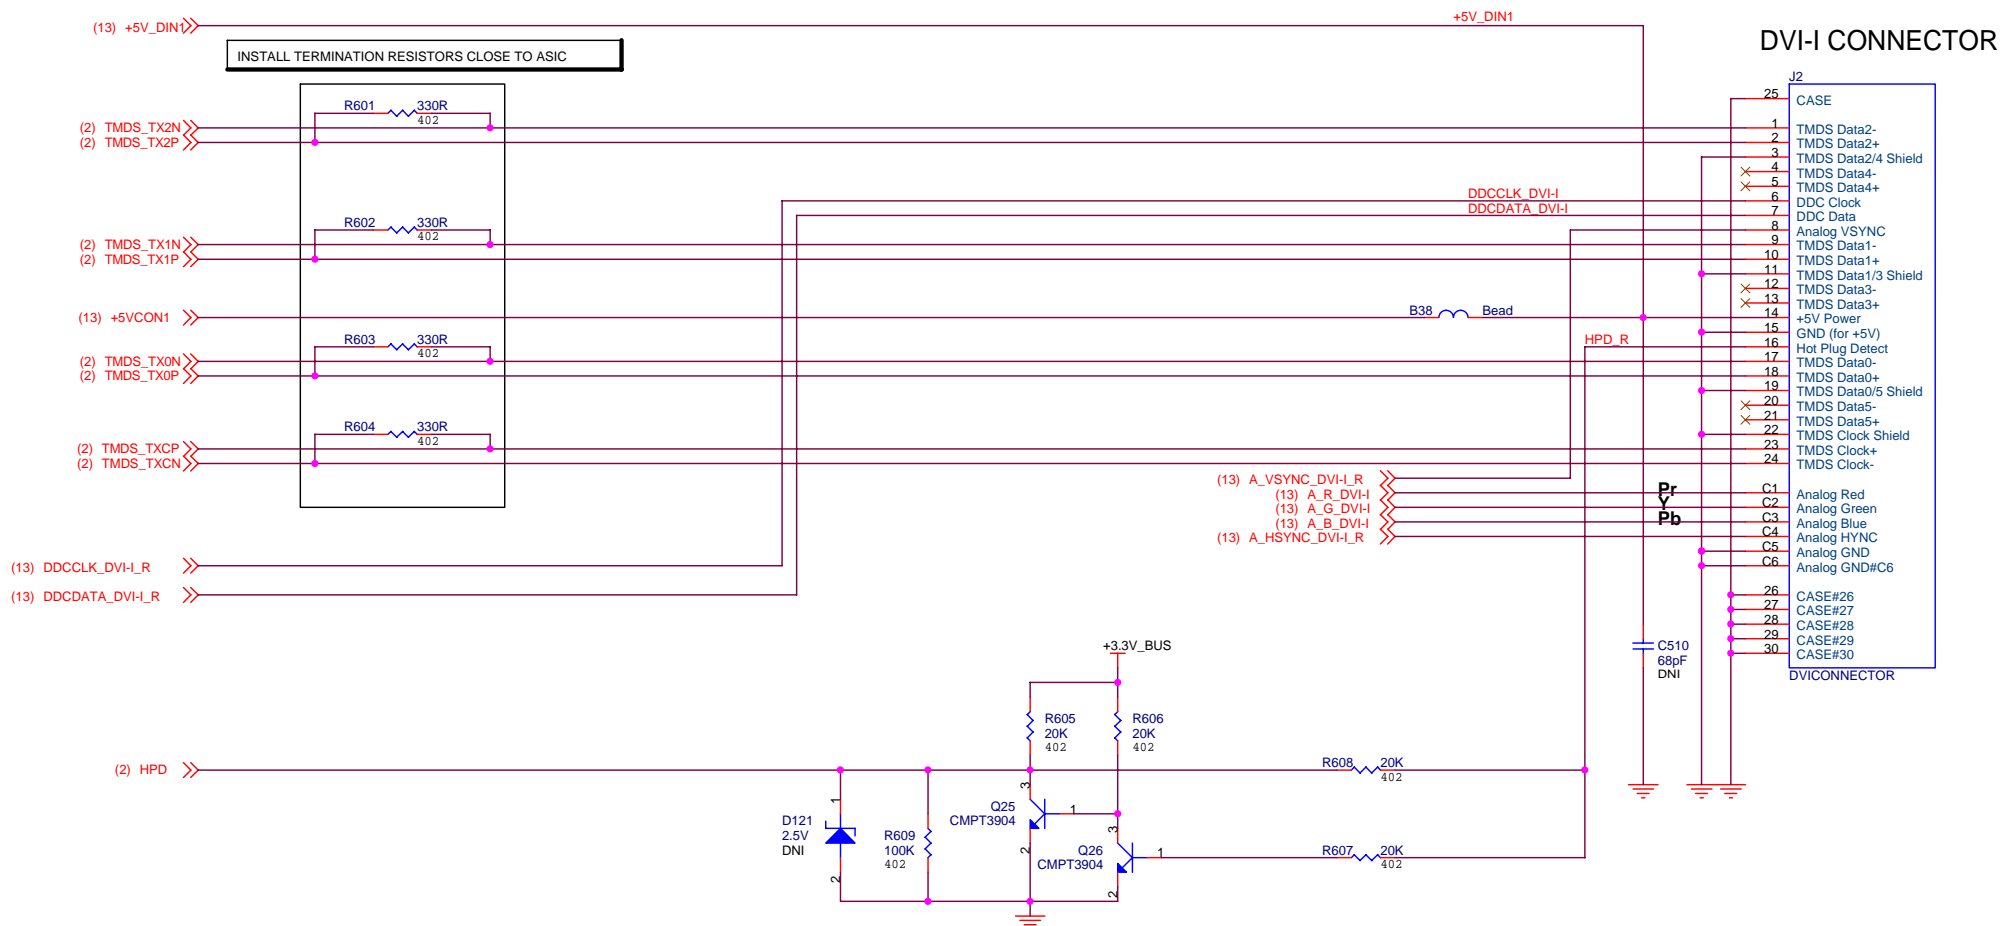 (13) +5V_DIN1
+5V_DIN1
DVI-I CONNECTOR
INSTALL TERMINATION RESISTORS CLOSE TO ASIC
J2
25 CASE
R601 330R
402
(2) TMDS_TX2N
1 TMDS Data2-
(2) TMDS_TX2P
2 TMDS Data2+
3 TMDS Data2/4 Shield
4 TMDS Data4-
5 TMDS Data4+
DDCCLK_DVI-I
6 DDC Clock
DDCDATA_DVI-I
7 DDC Data
R602 330R
402
8 Analog VSYNC
(2) TMDS_TX1N
9 TMDS Data1-
(2) TMDS_TX1P
10 TMDS Data1+
11 TMDS Data1/3 Shield
12 TMDS Data3-
13 TMDS Data3+
(13) +5VCON1
B38 Bead
14 +5V Power
15 GND (for +5V)
R603 330R
402
HPD_R
16 Hot Plug Detect
(2) TMDS_TX0N
17 TMDS Data0-
(2) TMDS_TX0P
18 TMDS Data0+
19 TMDS Data0/5 Shield
20 TMDS Data5-
21 TMDS Data5+
R604 330R
402
22 TMDS Clock Shield
(2) TMDS_TXCP
23 TMDS Clock+
(2) TMDS_TXCN
24 TMDS Clock-
(13) A_VSYNC_DVI-I_R
(13) A_R_DVI-I
Pr
C1 Analog Red
(13) A_G_DVI-I
Y
C2 Analog Green
(13) A_B_DVI-I
Pb
C3 Analog Blue
(13) A_HSYNC_DVI-I_R
C4 Analog HYNC
C5 Analog GND
C6 Analog GND#C6
(13) DDCCLK_DVI-I_R
(13) DDCDATA_DVI-I_R
26 CASE#26
27 CASE#27
28 CASE#28
29 CASE#29
30 CASE#30
DVICONNECTOR
+3.3V_BUS
C510
68pF
DNI
R605
20K
402
R606
20K
402
(2) HPD
R608 20K
402
D121
2.5V
DNI
1
2
R609
100K
402
Q25
CMPT3904
3
1
2
Q26
CMPT3904
3
1
2
R607 20K
402